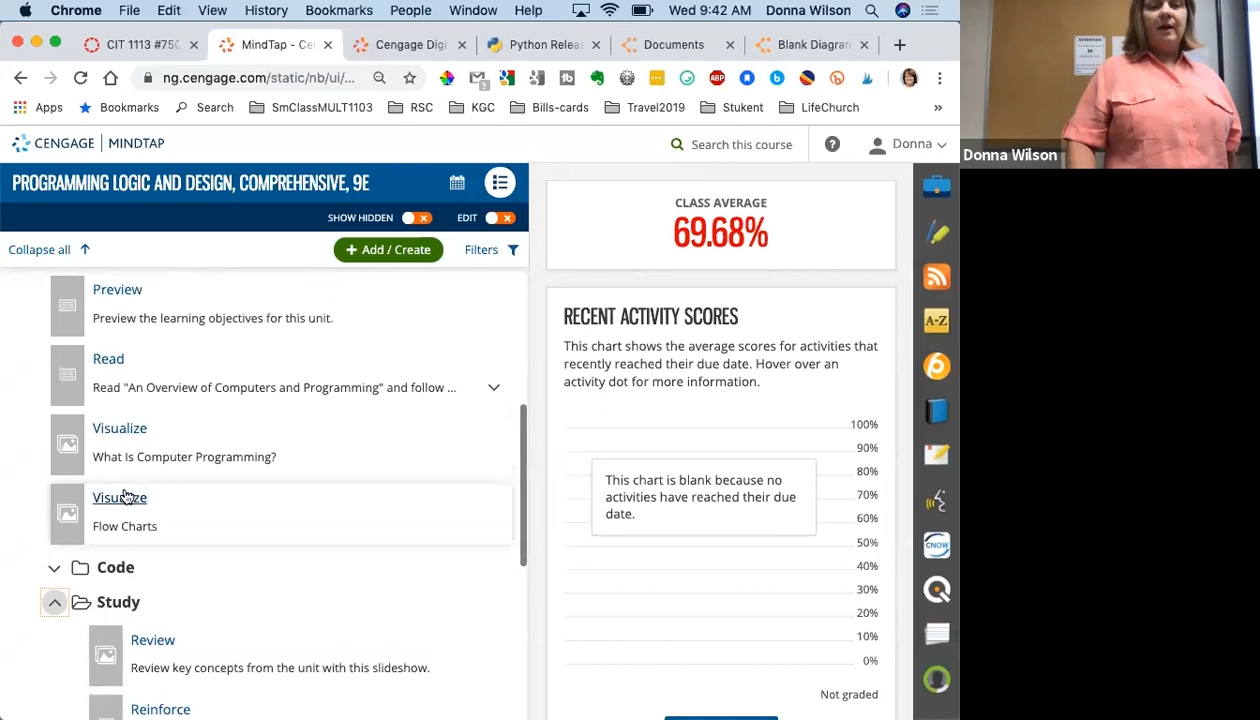 Chrome File Edit View History Bookmarks People Window Help Wed 9:42 AM Donna Wilson
CIT 1113 #750 MindTap - Ce Cengage Digi Python Relea Documents Blank Diagran
ng.cengage.com/static/nb/ui/...
Apps Bookmarks Search SmClassMULT1103 RSC KGC Bills-cards Travel2019 Stukent LifeChurch »
CENGAGE MINDTAP Search this course Donna
Donna Wilson
PROGRAMMING LOGIC AND DESIGN, COMPREHENSIVE, 9E
SHOW HIDDEN EDIT
Collapse all + Add / Create Filters
Preview
Preview the learning objectives for this unit.
Read
Read "An Overview of Computers and Programming" and follow ...
Visualize
What Is Computer Programming?
Visualize
Flow Charts
Code
Study
Review
Review key concepts from the unit with this slideshow.
Reinforce
CLASS AVERAGE
69.68%
RECENT ACTIVITY SCORES
This chart shows the average scores for activities that
recently reached their due date. Hover over an
activity dot for more information.
100%
90%
80%
70%
60%
50%
40%
30%
20%
10%
0%
This chart is blank because no
activities have reached their due
date.
Not graded
A-Z
CNOW
ABP